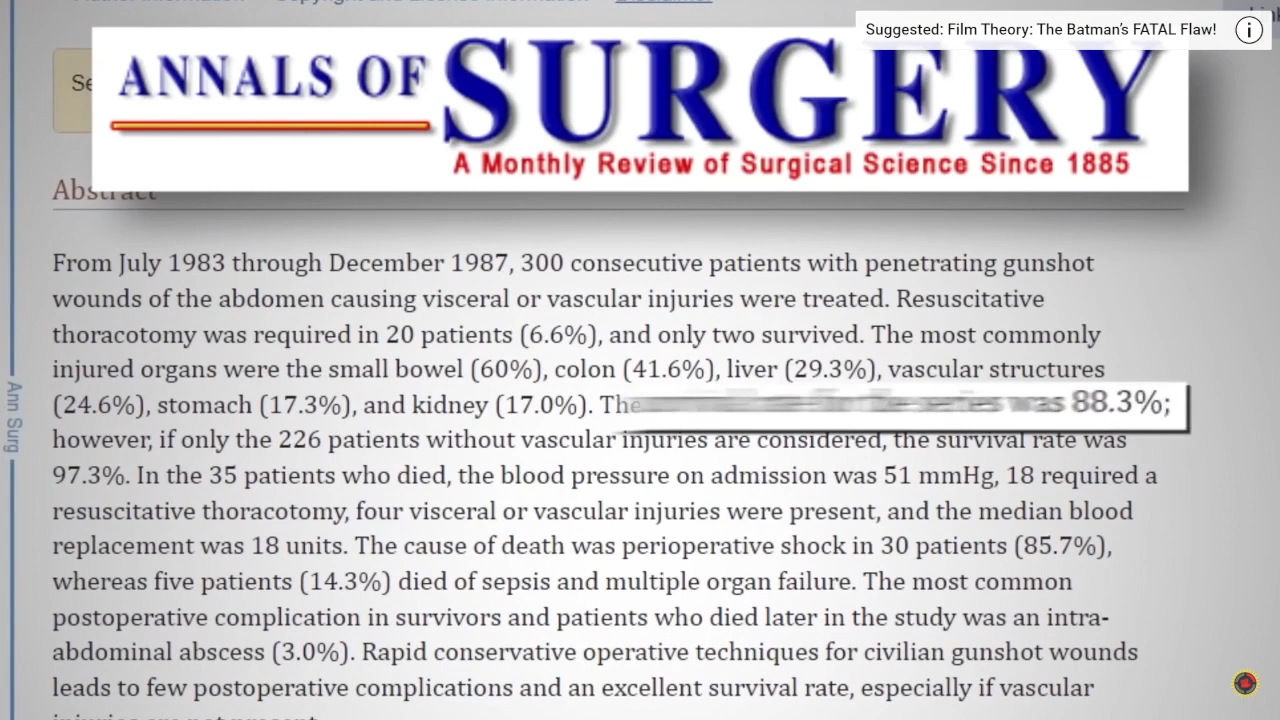 Suggested: Film Theory: The Batman's FATAL Flaw!
Se
ANNALS OF SURGERY
A Monthly Review of Surgical Science Since 1885
Abstract
From July 1983 through December 1987, 300 consecutive patients with penetrating gunshot
wounds of the abdomen causing visceral or vascular injuries were treated. Resuscitative
thoracotomy was required in 20 patients (6.6%), and only two survived. The most commonly
injured organs were the small bowel (60%), colon (41.6%), liver (29.3%), vascular structures
(24.6%), stomach (17.3%), and kidney (17.0%). The was 88.3%;
however, if only the 226 patients without vascular injuries are considered, the survival rate was
97.3%. In the 35 patients who died, the blood pressure on admission was 51 mmHg, 18 required a
resuscitative thoracotomy, four visceral or vascular injuries were present, and the median blood
replacement was 18 units. The cause of death was perioperative shock in 30 patients (85.7%),
whereas five patients (14.3%) died of sepsis and multiple organ failure. The most common
postoperative complication in survivors and patients who died later in the study was an intra-
abdominal abscess (3.0%). Rapid conservative operative techniques for civilian gunshot wounds
leads to few postoperative complications and an excellent survival rate, especially if vascular
Ann Surg